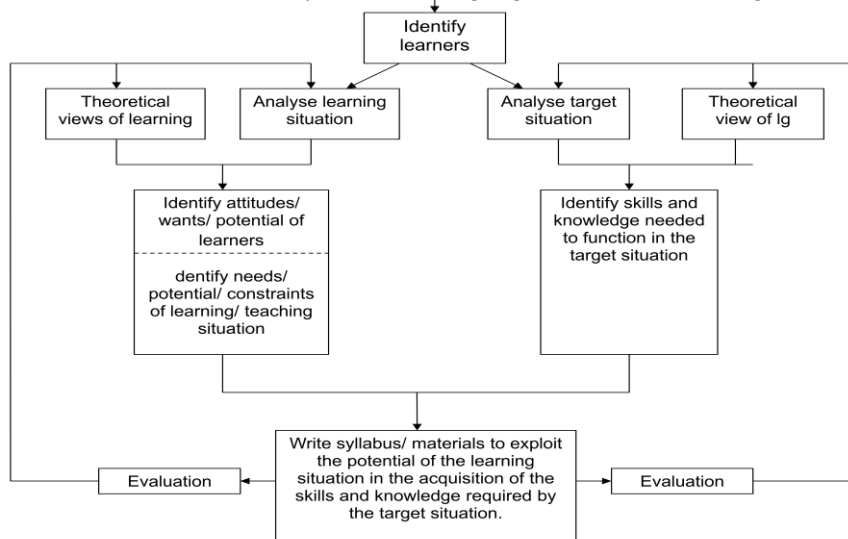 Identify
learners
Theoretical
views of learning
Analyse learning
situation
Analyse target
situation
Theoretical
view of lg
Identify attitudes/
wants/ potential of
learners
dentify needs/
potential/ constraints
of learning/ teaching
situation
Identify skills and
knowledge needed
to function in the
target situation
Write syllabus/ materials to exploit
the potential of the learning
situation in the acquisition of the
skills and knowledge required by
the target situation.
Evaluation
Evaluation